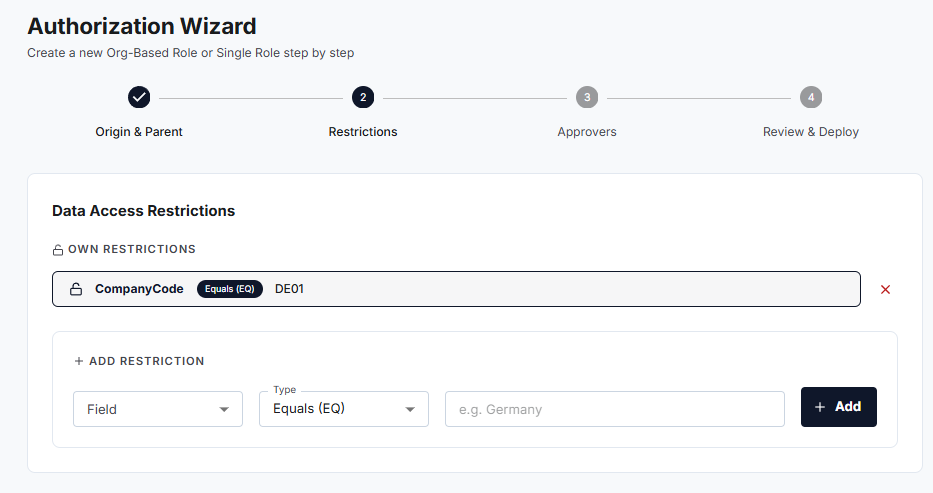 Authorization Wizard
Create a new Org-Based Role or Single Role step by step
2
3
4
Origin & Parent
Restrictions
Approvers
Review & Deploy
Data Access Restrictions
OWN RESTRICTIONS
CompanyCode Equals (EQ) DE01
+ ADD RESTRICTION
Type
Field Equals (EQ) e.g. Germany + Add